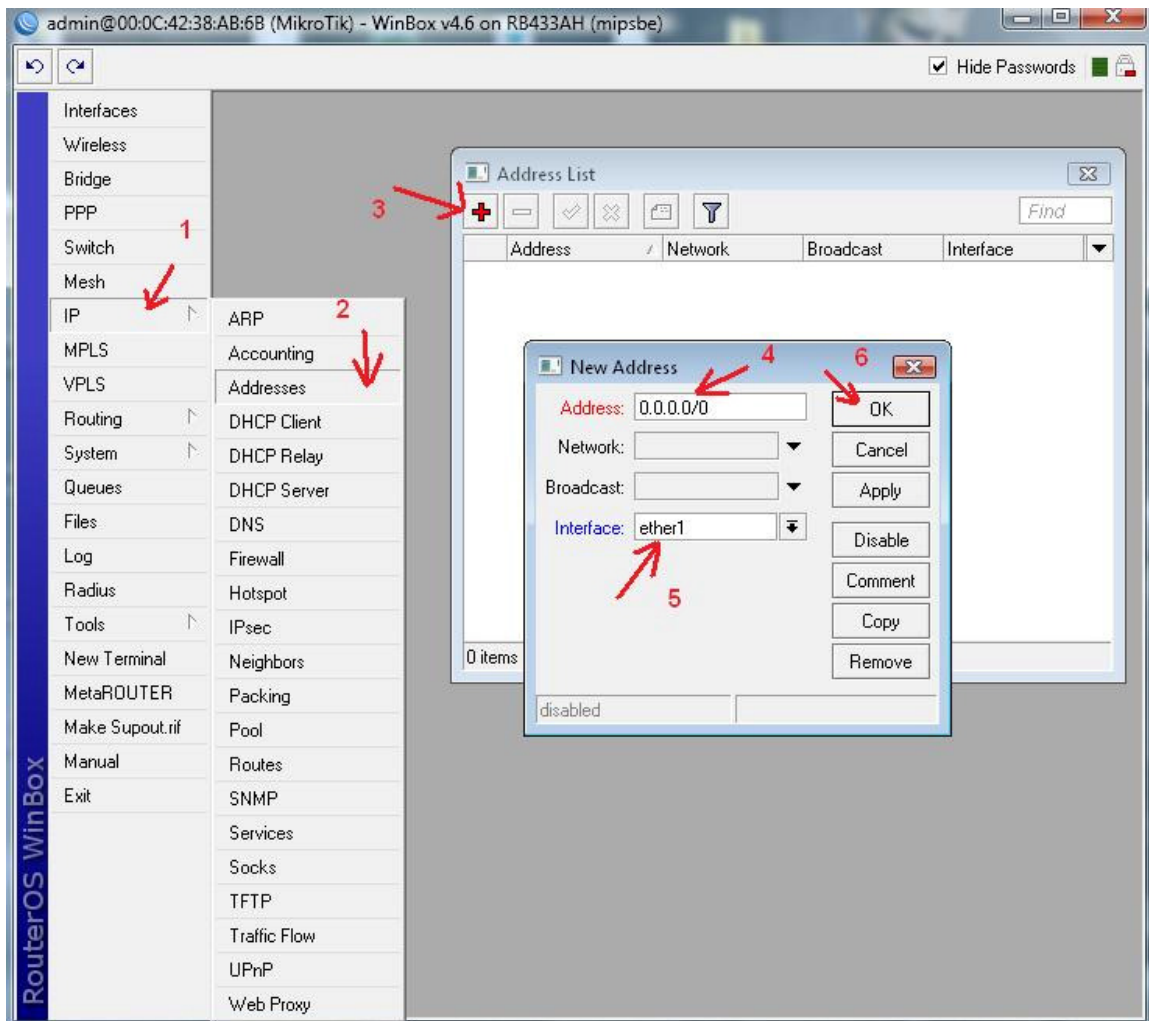 admin@00:0C:42:38:AB:6B (MikroTik) - WinBox v4.6 on RB433AH (mipsbe)
Hide Passwords
RouterOS WinBox
Interfaces
Wireless
Bridge
PPP
Switch
Mesh
IP
MPLS
VPLS
Routing
System
Queues
Files
Log
Radius
Tools
New Terminal
MetaROUTER
Make Supout.rif
Manual
Exit
1
2
ARP
Accounting
Addresses
DHCP Client
DHCP Relay
DHCP Server
DNS
Firewall
Hotspot
IPsec
Neighbors
Packing
Pool
Routes
SNMP
Services
Socks
TFTP
Traffic Flow
UPnP
Web Proxy
3
Address List
Find
Address Network Broadcast Interface
0 items
New Address
4
6
Address: 0.0.0.0/0
Network:
Broadcast:
Interface: ether1
5
OK
Cancel
Apply
Disable
Comment
Copy
Remove
disabled